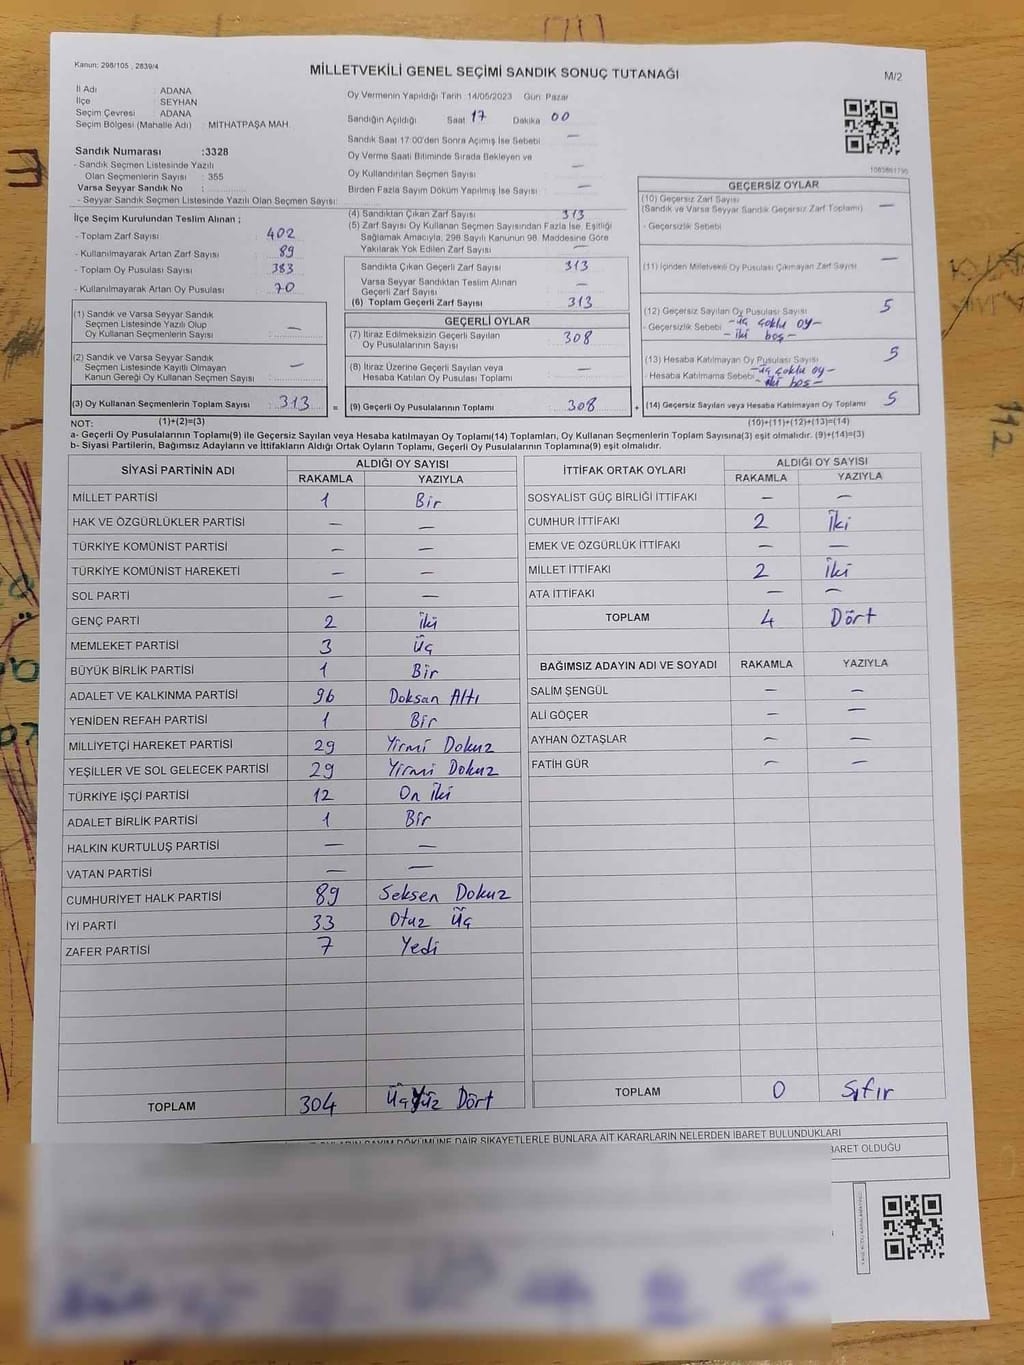 Kanun: 298/105 , 2839/4
MİLLETVEKİLİ GENEL SEÇİMİ SANDIK SONUÇ TUTANAĞI
M/2
İl Adı : ADANA
İlçe : SEYHAN
Seçim Çevresi : ADANA
Seçim Bölgesi (Mahalle Adı) : MİTHATPAŞA MAH.
Sandık Numarası :3328
- Sandık Seçmen Listesinde Yazılı
Olan Seçmenlerin Sayısı : 355
Varsa Seyyar Sandık No :
- Seyyar Sandık Seçmen Listesinde Yazılı Olan Seçmen Sayısı:
Oy Vermenin Yapıldığı Tarih :14/05/2023 Gün: Pazar
Sandığın Açıldığı Saat 17 Dakika 00
Sandık Saat 17:00'den Sonra Açımış İse Sebebi —
Oy Verme Saati Bitiminde Sırada Bekleyen ve
Oy Kullandırılan Seçmen Sayısı —
Birden Fazla Sayım Döküm Yapılmış İse Sayısı —
İlçe Seçim Kurulundan Teslim Alınan ;
- Toplam Zarf Sayısı : 402
- Kullanılmayarak Artan Zarf Sayısı : 89
- Toplam Oy Pusulası Sayısı : 383
- Kullanılmayarak Artan Oy Pusulası : 70
(1) Sandık ve Varsa Seyyar Sandık
Seçmen Listesinde Yazılı Olup
Oy Kullanan Seçmenlerin Sayısı : —
(2) Sandık ve Varsa Seyyar Sandık
Seçmen Listesinde Kayıtlı Olmayan
Kanun Gereği Oy Kullanan Seçmen Sayısı : —
(3) Oy Kullanan Seçmenlerin Toplam Sayısı : 313 =
(4) Sandıktan Çıkan Zarf Sayısı 313
(5) Zarf Sayısı Oy Kullanan Seçmen Sayısından Fazla İse, Eşitliği
Sağlamak Amacıyla, 298 Sayılı Kanunun 98. Maddesine Göre
Yakılarak Yok Edilen Zarf Sayısı —
Sandıkta Çıkan Geçerli Zarf Sayısı 313
Varsa Seyyar Sandıktan Teslim Alınan
Geçerli Zarf Sayısı —
(6) Toplam Geçerli Zarf Sayısı 313
GEÇERLİ OYLAR
(7) İtiraz Edilmeksizin Geçerli Sayılan
Oy Pusulalarının Sayısı 308
(8) İtiraz Üzerine Geçerli Sayılan veya
Hesaba Katılan Oy Pusulası Toplamı —
(9) Geçerli Oy Pusulalarının Toplamı 308 +
1083861795
GEÇERSİZ OYLAR
(10) Geçersiz Zarf Sayısı
(Sandık ve Varsa Seyyar Sandık Geçersiz Zarf Toplamı) —
- Geçersizlik Sebebi
(11) İçinden Milletvekili Oy Pusulası Çıkmayan Zarf Sayısı —
(12) Geçersiz Sayılan Oy Pusulası Sayısı 5
- Geçersizlik Sebebi -üç çoklu oy-
- iki boş -
(13) Hesaba Katılmayan Oy Pusulası Sayısı 5
- Hesaba Katılmama Sebebi -üç çoklu oy-
- iki boş -
(14) Geçersiz Sayılan veya Hesaba Katılmayan Oy Toplamı 5
NOT: (1)+(2)=(3) (10)+(11)+(12)+(13)=(14)
a- Geçerli Oy Pusulalarının Toplamı(9) ile Geçersiz Sayılan veya Hesaba katılmayan Oy Toplamı(14) Toplamları, Oy Kullanan Seçmenlerin Toplam Sayısına(3) eşit olmalıdır. (9)+(14)=(3)
b- Siyasi Partilerin, Bağımsız Adayların ve İttifakların Aldığı Ortak Oyların Toplamı, Geçerli Oy Pusulalarının Toplamına(9) eşit olmalıdır.
SİYASİ PARTİNİN ADI ALDIĞI OY SAYISI
RAKAMLA YAZIYLA
MİLLET PARTİSİ 1 Bir
HAK VE ÖZGÜRLÜKLER PARTİSİ — —
TÜRKİYE KOMÜNİST PARTİSİ — —
TÜRKİYE KOMÜNİST HAREKETİ — —
SOL PARTİ — —
GENÇ PARTİ 2 İki
MEMLEKET PARTİSİ 3 Üç
BÜYÜK BİRLİK PARTİSİ 1 Bir
ADALET VE KALKINMA PARTİSİ 96 Doksan Altı
YENİDEN REFAH PARTİSİ 1 Bir
MİLLİYETÇİ HAREKET PARTİSİ 29 Yirmi Dokuz
YEŞİLLER VE SOL GELECEK PARTİSİ 29 Yirmi Dokuz
TÜRKİYE İŞÇİ PARTİSİ 12 On İki
ADALET BİRLİK PARTİSİ 1 Bir
HALKIN KURTULUŞ PARTİSİ — —
VATAN PARTİSİ — —
CUMHURİYET HALK PARTİSİ 89 Seksen Dokuz
İYİ PARTİ 33 Otuz Üç
ZAFER PARTİSİ 7 Yedi
TOPLAM 304 Üçyüz Dört
İTTİFAK ORTAK OYLARI ALDIĞI OY SAYISI
RAKAMLA YAZIYLA
SOSYALİST GÜÇ BİRLİĞİ İTTİFAKI — —
CUMHUR İTTİFAKI 2 İki
EMEK VE ÖZGÜRLÜK İTTİFAKI — —
MİLLET İTTİFAKI 2 İki
ATA İTTİFAKI — —
TOPLAM 4 Dört
BAĞIMSIZ ADAYIN ADI VE SOYADI RAKAMLA YAZIYLA
SALİM ŞENGÜL — —
ALİ GÖÇER — —
AYHAN ÖZTAŞLAR — —
FATİH GÜR — —
TOPLAM 0 Sıfır
OYLARIN SAYIM DÖKÜMÜNE DAİR ŞİKAYETLERLE BUNLARA AİT KARARLARIN NELERDEN İBARET BULUNDUKLARI
İBARET OLDUĞU
112